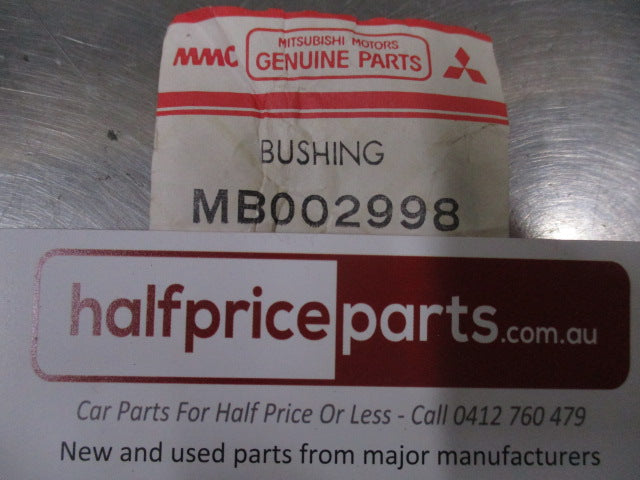 MMC
MITSUBISHI MOTORS
GENUINE PARTS
BUSHING
MB002998
halfpriceparts.com.au
Car Parts For Half Price Or Less - Call 0412 760 479
New and used parts from major manufacturers